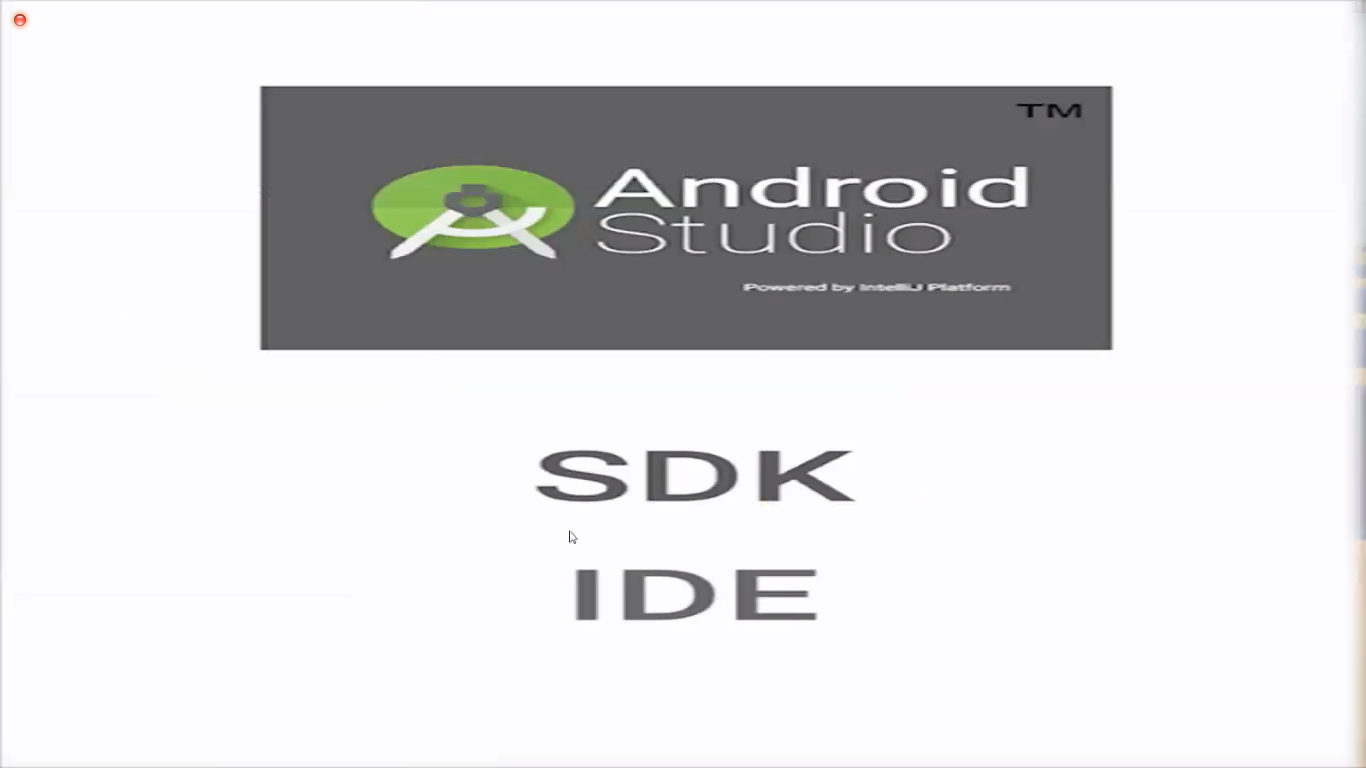 TM
Android
Studio
Powered by IntelliJ Platform
SDK
IDE